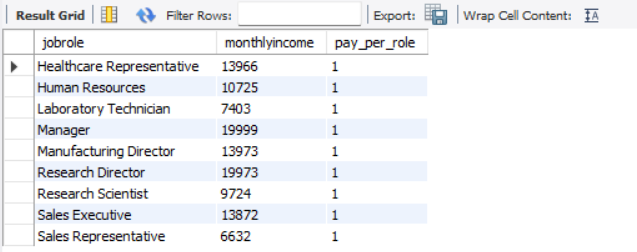 Result Grid Filter Rows: Export: Wrap Cell Content: IA
jobrole monthlyincome pay_per_role
Healthcare Representative 13966 1
Human Resources 10725 1
Laboratory Technician 7403 1
Manager 19999 1
Manufacturing Director 13973 1
Research Director 19973 1
Research Scientist 9724 1
Sales Executive 13872 1
Sales Representative 6632 1